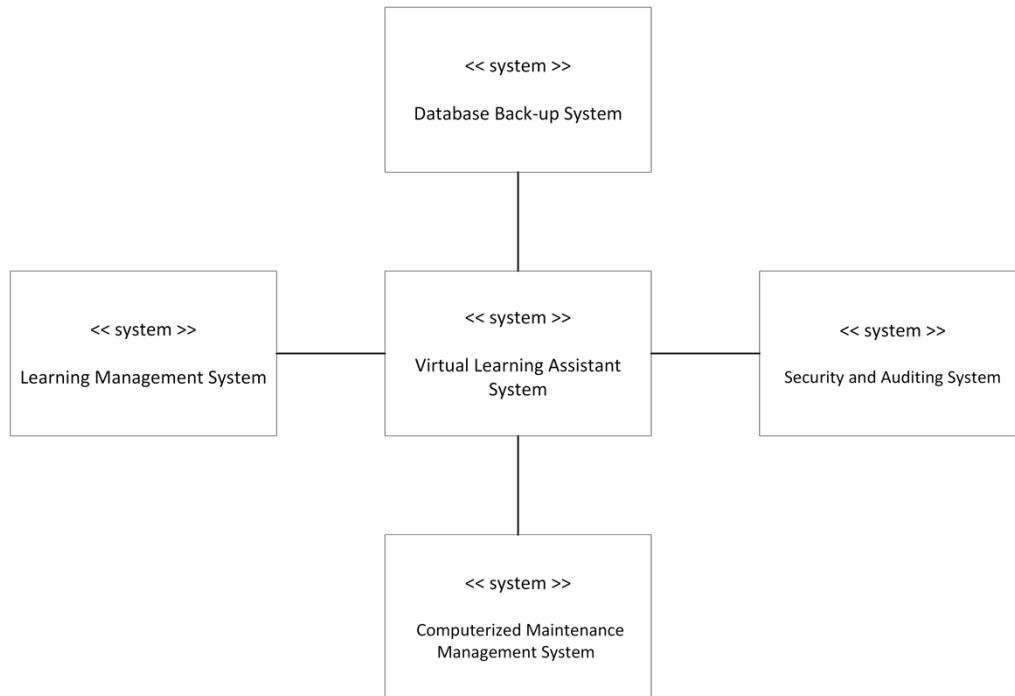 << system >>
Database Back-up System
<< system >>
Learning Management System
<< system >>
Virtual Learning Assistant
System
<< system >>
Security and Auditing System
<< system >>
Computerized Maintenance
Management System